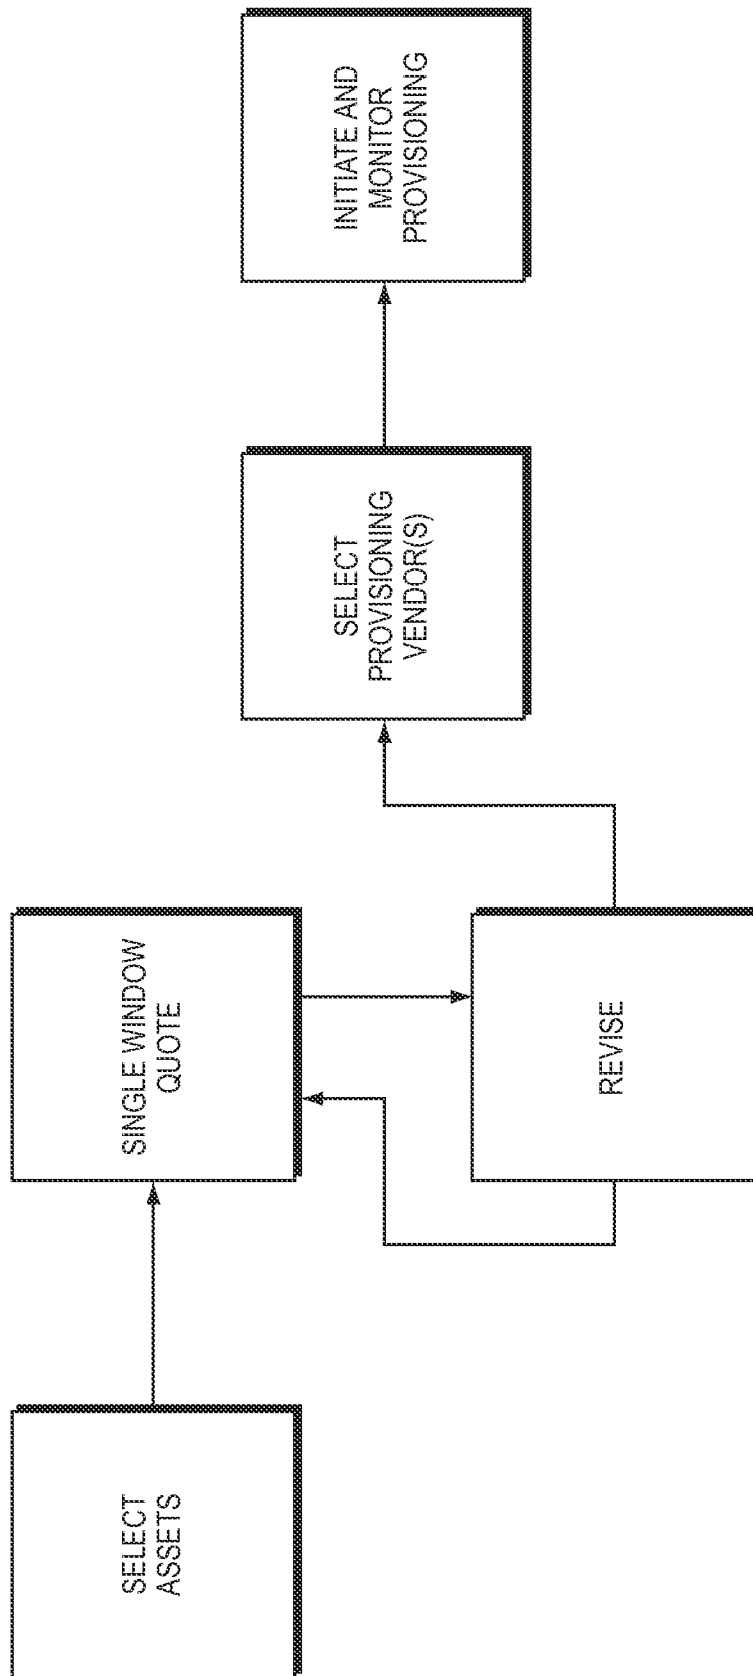 SELECT
ASSETS
SINGLE WINDOW
QUOTE
REVISE
SELECT
PROVISIONING
VENDOR(S)
INITIATE AND
MONITOR
PROVISIONING